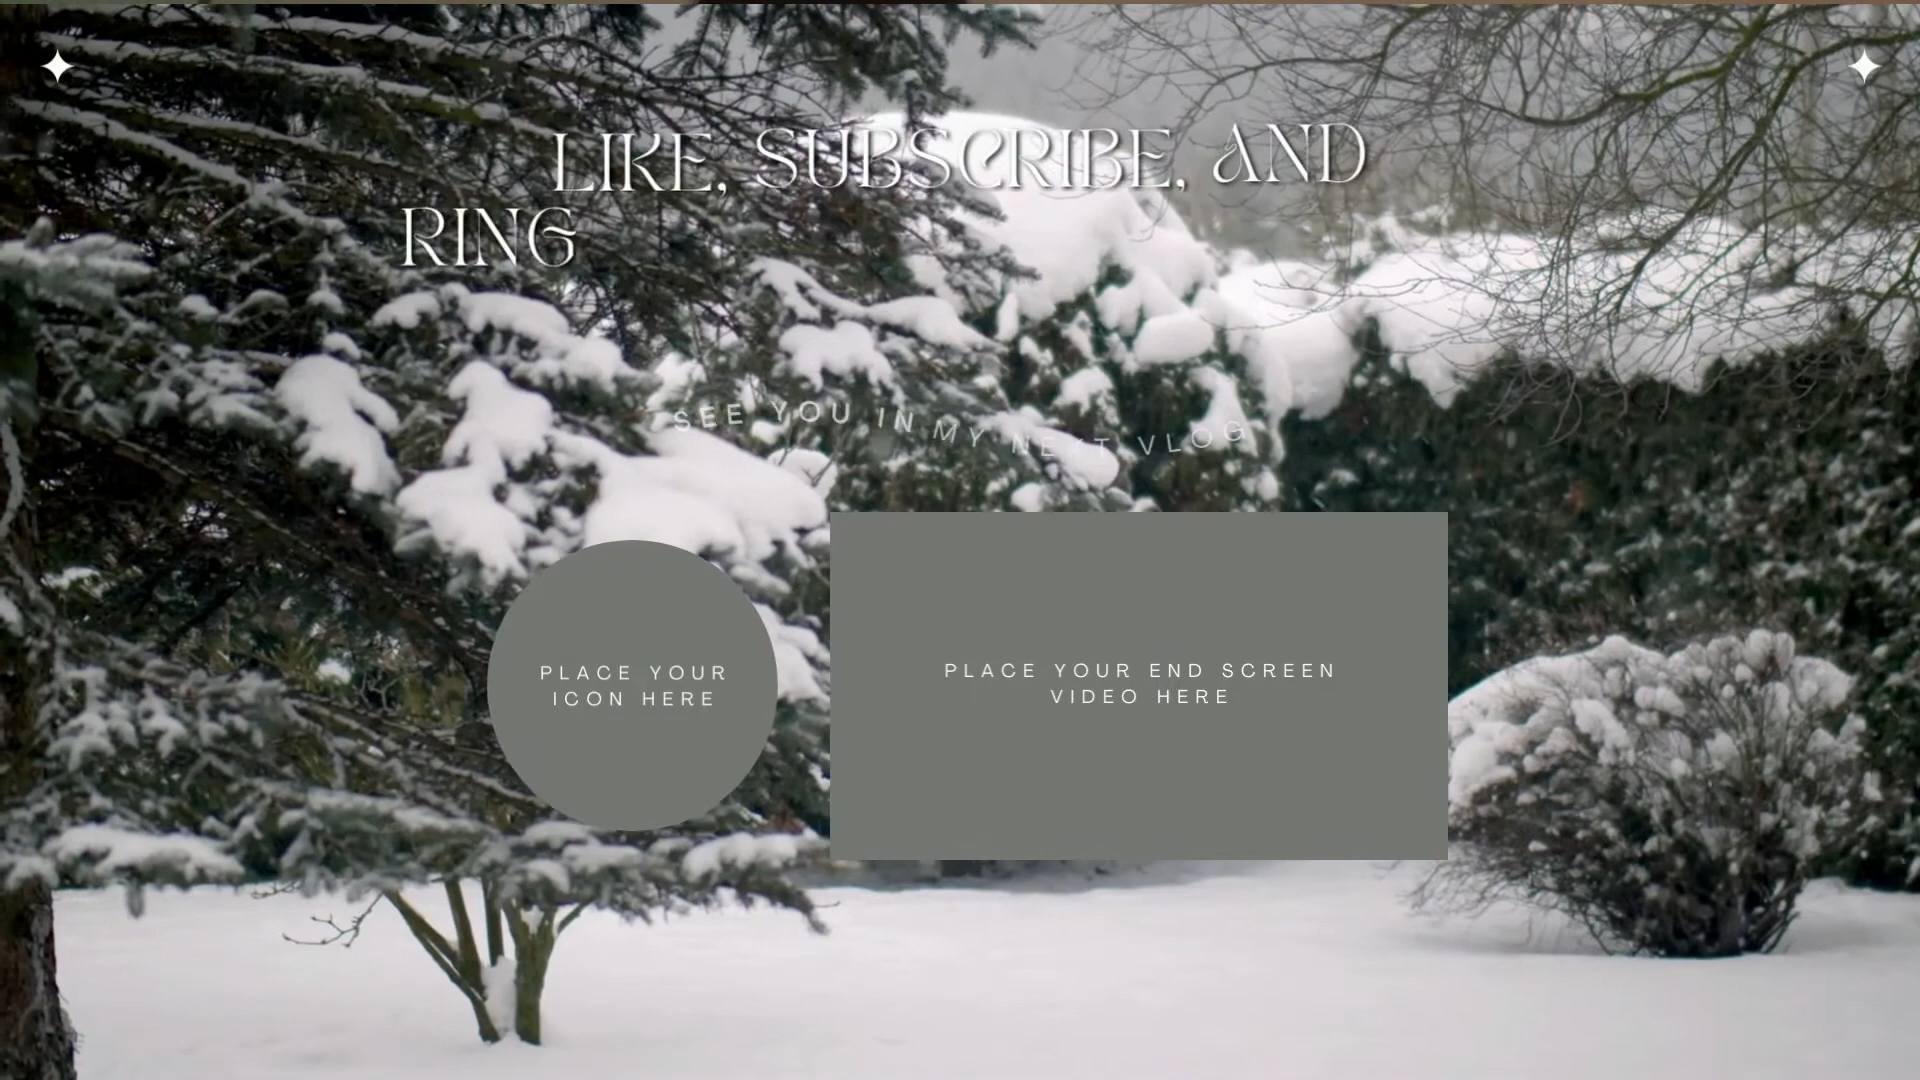 LIKE, SUBSCRIBE, AND
RING
SEE YOU IN MY NEXT VLOG
PLACE YOUR
ICON HERE
PLACE YOUR END SCREEN
VIDEO HERE